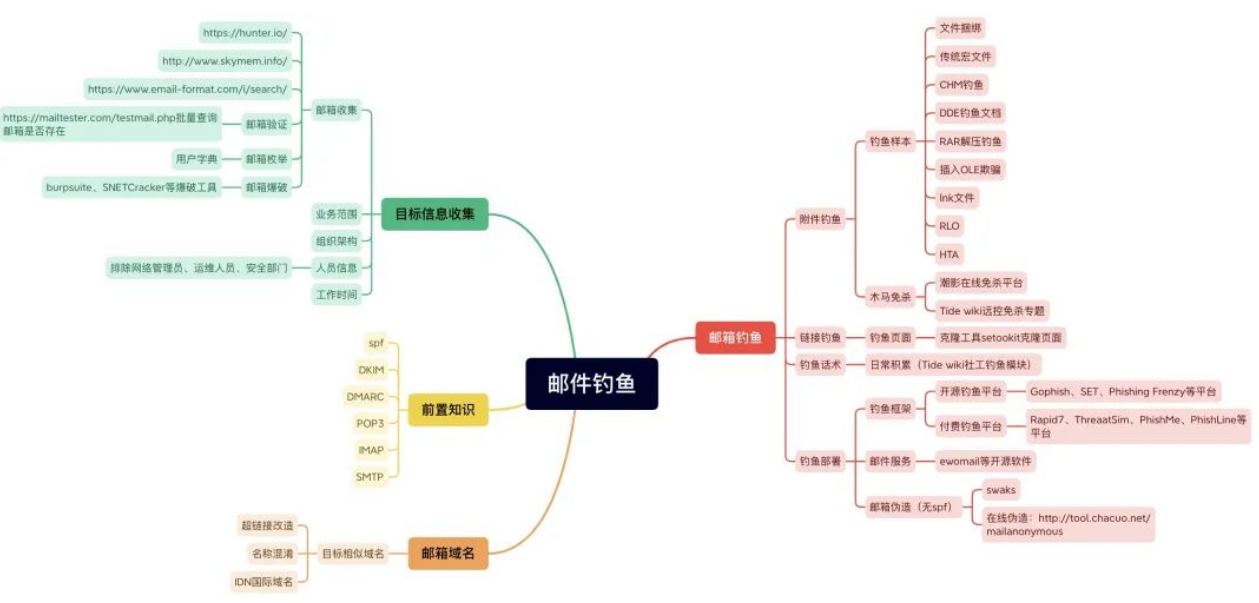 邮件钓鱼
目标信息收集
邮箱收集
https://hunter.io/
http://www.skymem.info/
https://www.email-format.com/i/search/
邮箱验证
https://mailtester.com/testmail.php批量查询
邮箱是否存在
邮箱枚举
用户字典
邮箱爆破
burpsuite、SNETCracker等爆破工具
业务范围
组织架构
人员信息
排除网络管理员、运维人员、安全部门
工作时间
前置知识
spf
DKIM
DMARC
POP3
IMAP
SMTP
邮箱域名
目标相似域名
超链接改造
名称混淆
IDN国际域名
邮箱钓鱼
附件钓鱼
钓鱼样本
文件捆绑
传统宏文件
CHM钓鱼
DDE钓鱼文档
RAR解压钓鱼
插入OLE欺骗
lnk文件
RLO
HTA
木马免杀
潮影在线免杀平台
Tide wiki远控免杀专题
链接钓鱼
钓鱼页面
克隆工具setookit克隆页面
钓鱼话术
日常积累（Tide wiki社工钓鱼模块）
钓鱼部署
钓鱼框架
开源钓鱼平台
Gophish、SET、Phishing Frenzy等平台
付费钓鱼平台
Rapid7、ThreaatSim、PhishMe、PhishLine等
平台
邮件服务
ewomail等开源软件
邮箱伪造（无spf）
swaks
在线伪造：http://tool.chacuo.net/
mailanonymous